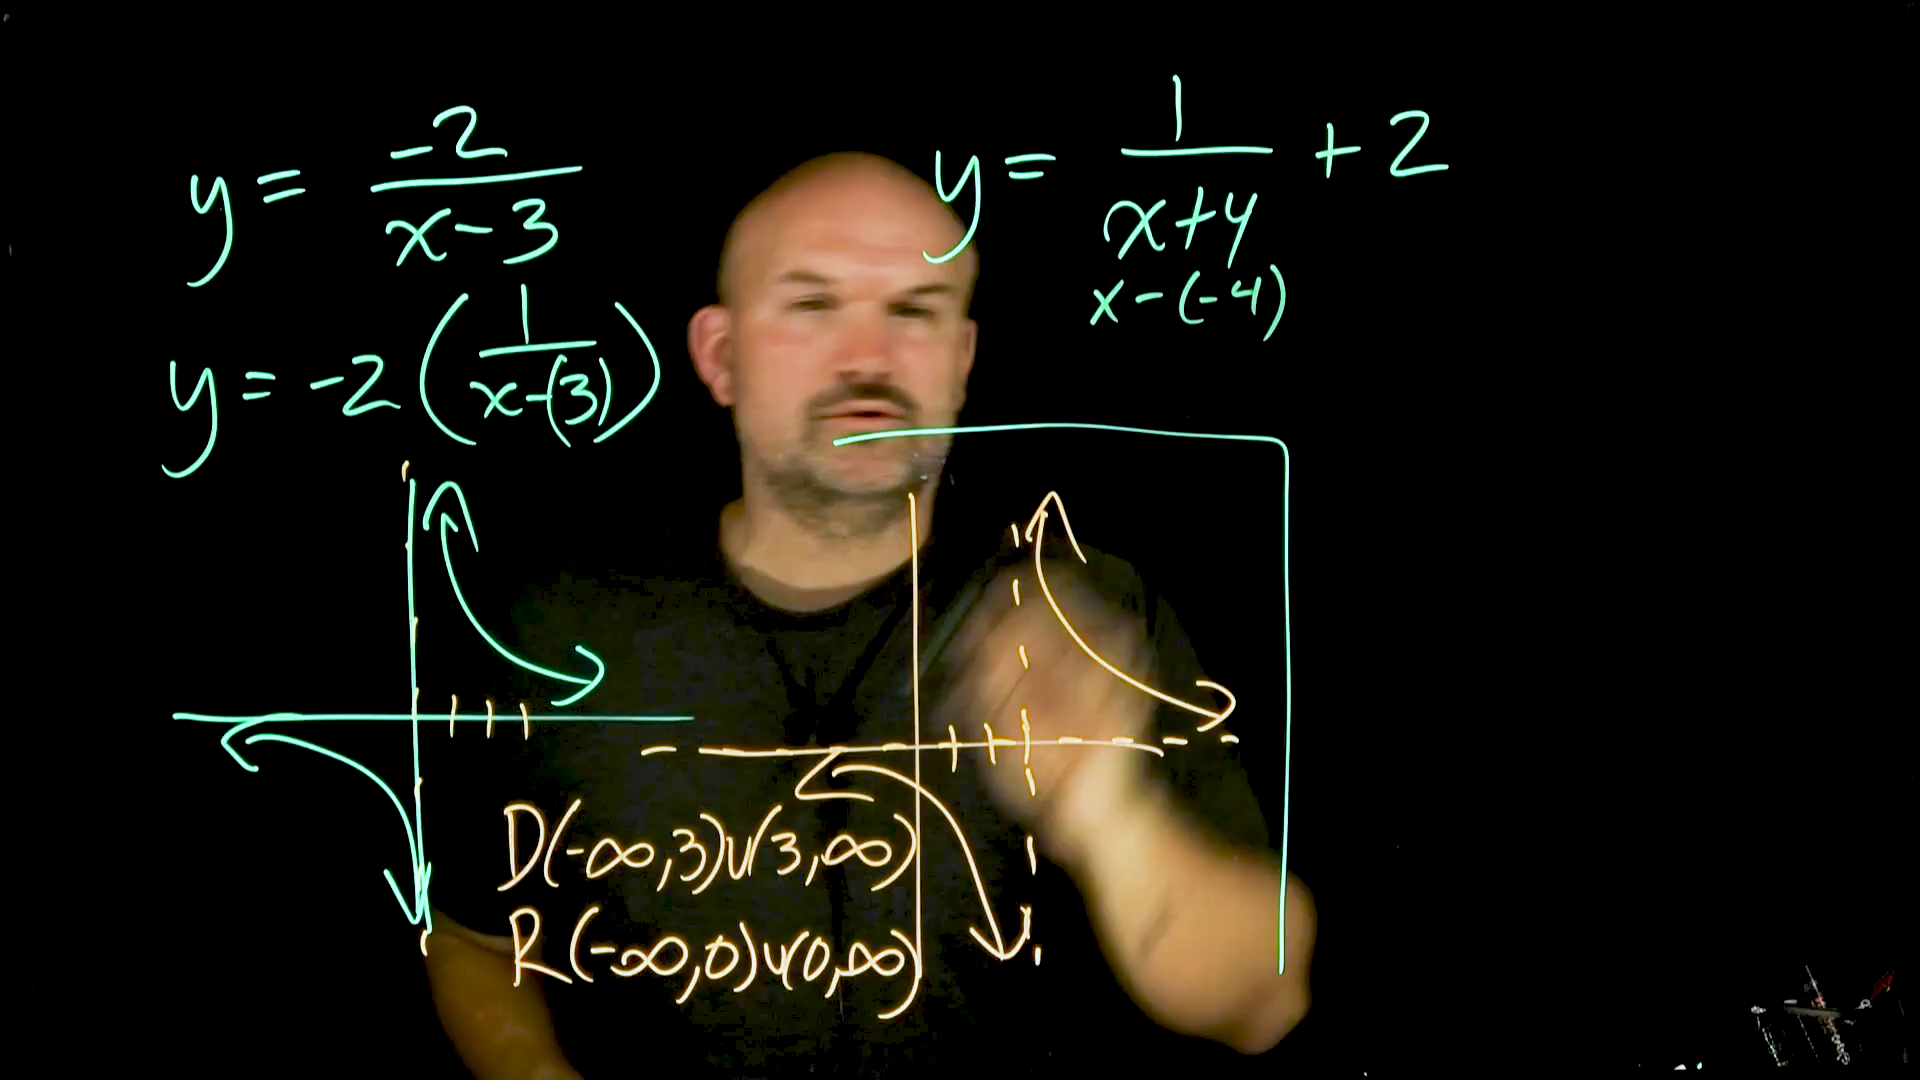 y = -2/(x-3)
y = -2(1/(x-(3)))
y = 1/(x+4) + 2
x-(-4)
D(-∞,3)∪(3,∞)
R(-∞,0)∪(0,∞)